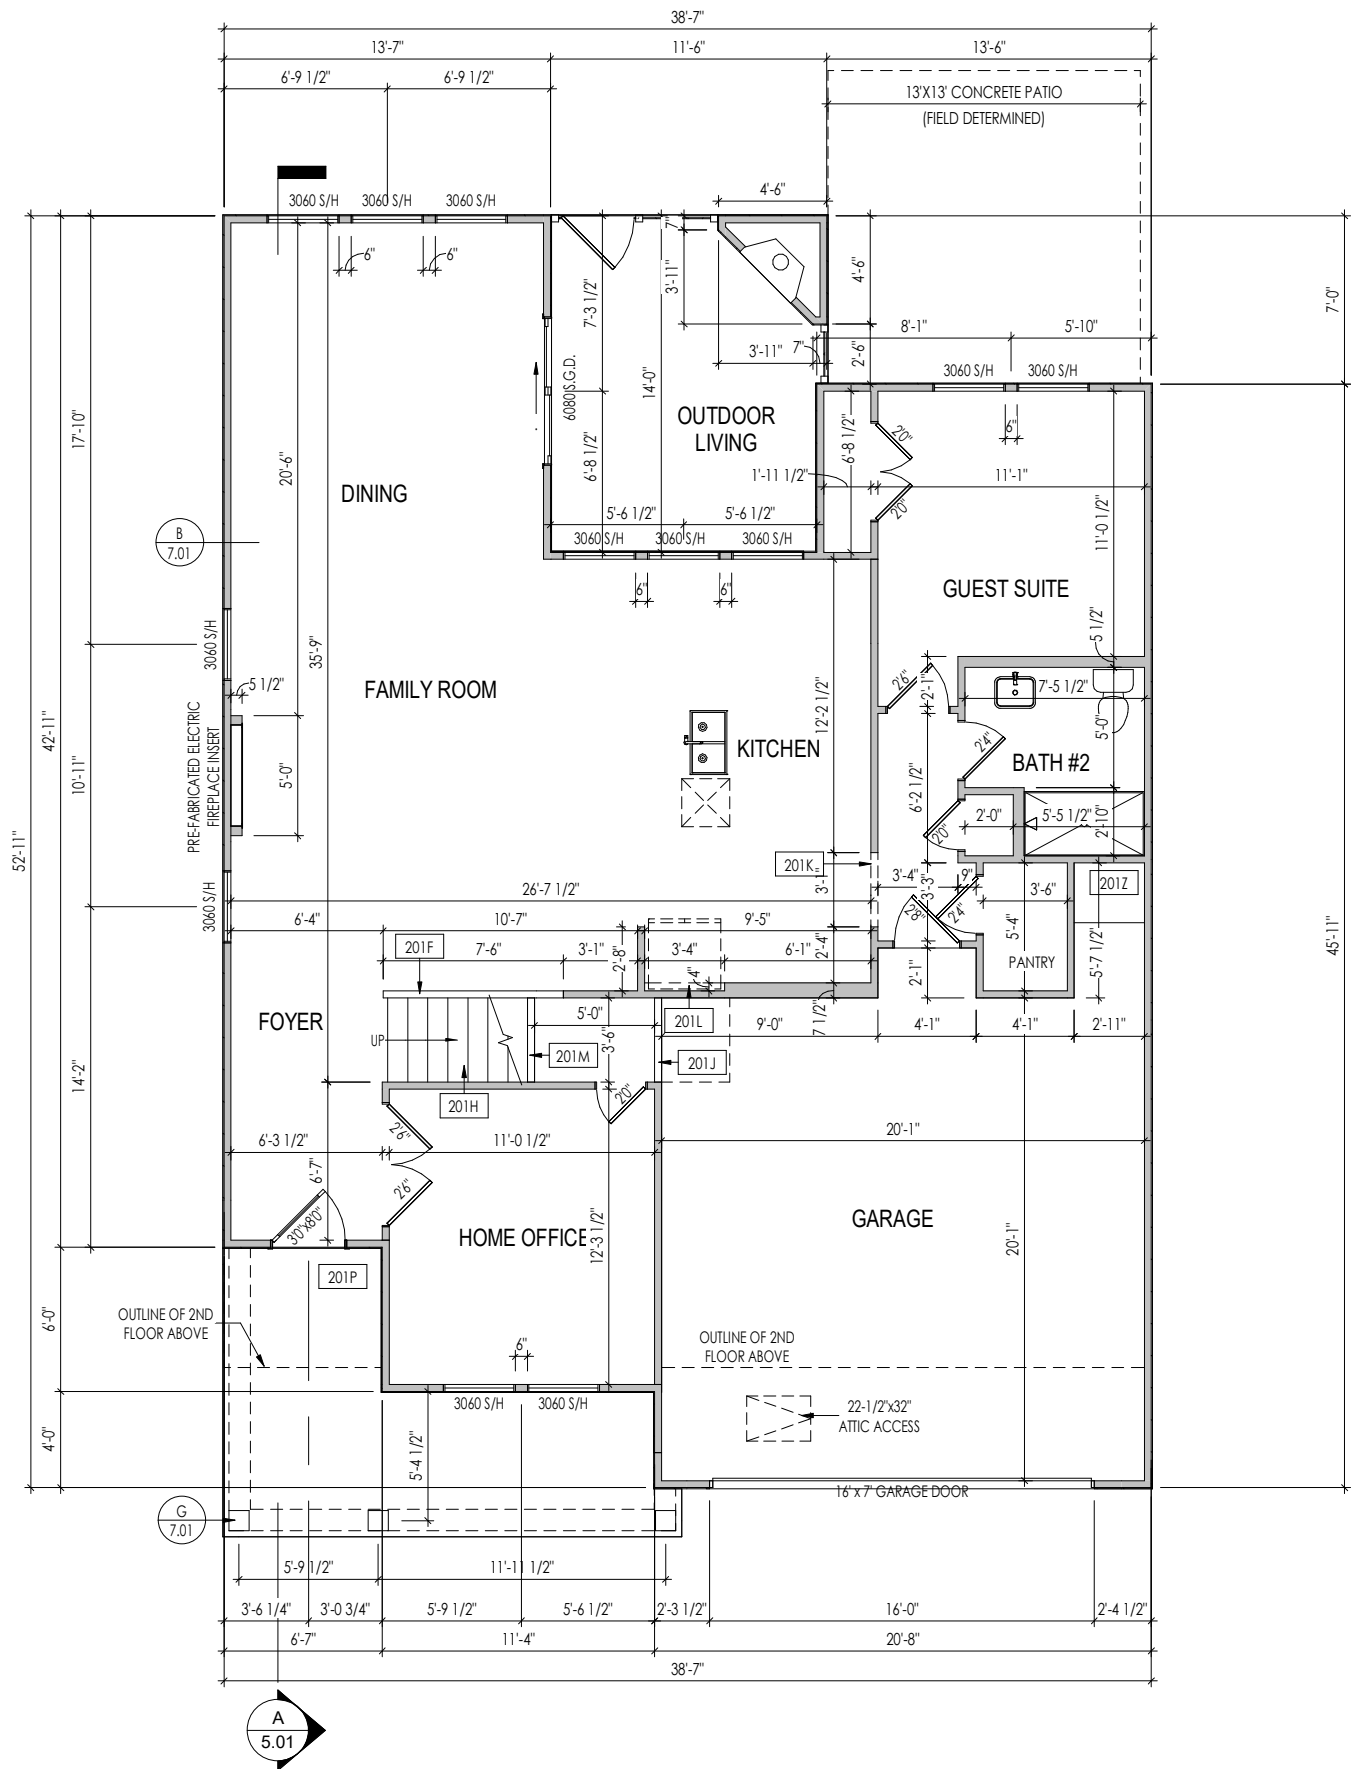 38'-7"
13'-7"
11'-6"
13'-6"
6'-9 1/2"
6'-9 1/2"
13'X13' CONCRETE PATIO
(FIELD DETERMINED)
4'-6"
3060 S/H
3060 S/H
3060 S/H
6"
6"
7"
3'-11"
7'-3 1/2"
4'-6"
7'-0"
8'-1"
5'-10"
3'-11"
7"
2'-6"
6080 S.G.D.
14'-0"
3060 S/H
3060 S/H
OUTDOOR
LIVING
6'-8 1/2"
6'-8 1/2"
2'0"
6"
17'-10"
20'-6"
DINING
1'-11 1/2"
11'-1"
2'0"
5'-6 1/2"
5'-6 1/2"
11'-0 1/2"
B
7.01
3060 S/H
3060 S/H
3060 S/H
6"
6"
GUEST SUITE
5 1/2"
3060 S/H
35'-9"
FAMILY ROOM
5 1/2"
2'6"
2'-1"
7'-5 1/2"
12'-2 1/2"
42'-11"
PRE-FABRICATED ELECTRIC
FIREPLACE INSERT
10'-11"
5'-0"
KITCHEN
5'-0"
2'4"
BATH #2
6'-2 1/2"
52'-11"
2'-0"
5'-5 1/2"
2'-10"
2'0"
201K
3'-1"
3'-4"
3'-3"
9"
3'-6"
201Z
3060 S/H
26'-7 1/2"
2'8"
2'4"
6'-4"
10'-7"
9'-5"
5'-4"
45'-11"
201F
7'-6"
3'-1"
2'-8"
3'-4"
6'-1"
2'-4"
4"
2'-1"
PANTRY
5'-7 1/2"
FOYER
UP
5'-0"
201L
7 1/2"
9'-0"
4'-1"
4'-1"
2'-11"
3'-6"
201M
201J
201H
2'0"
14'-2"
2'6"
6'-3 1/2"
11'-0 1/2"
20'-1"
6'-7"
2'6"
3'0"x8'0"
HOME OFFICE
12'-3 1/2"
GARAGE
20'-1"
201P
6'-0"
OUTLINE OF 2ND
FLOOR ABOVE
OUTLINE OF 2ND
FLOOR ABOVE
6"
3060 S/H
3060 S/H
22-1/2"x32"
ATTIC ACCESS
4'-0"
5'-4 1/2"
16' x 7' GARAGE DOOR
G
7.01
5'-9 1/2"
11'-11 1/2"
3'-6 1/4"
3'-0 3/4"
5'-9 1/2"
5'-6 1/2"
2'-3 1/2"
16'-0"
2'-4 1/2"
6'-7"
11'-4"
20'-8"
38'-7"
A
5.01